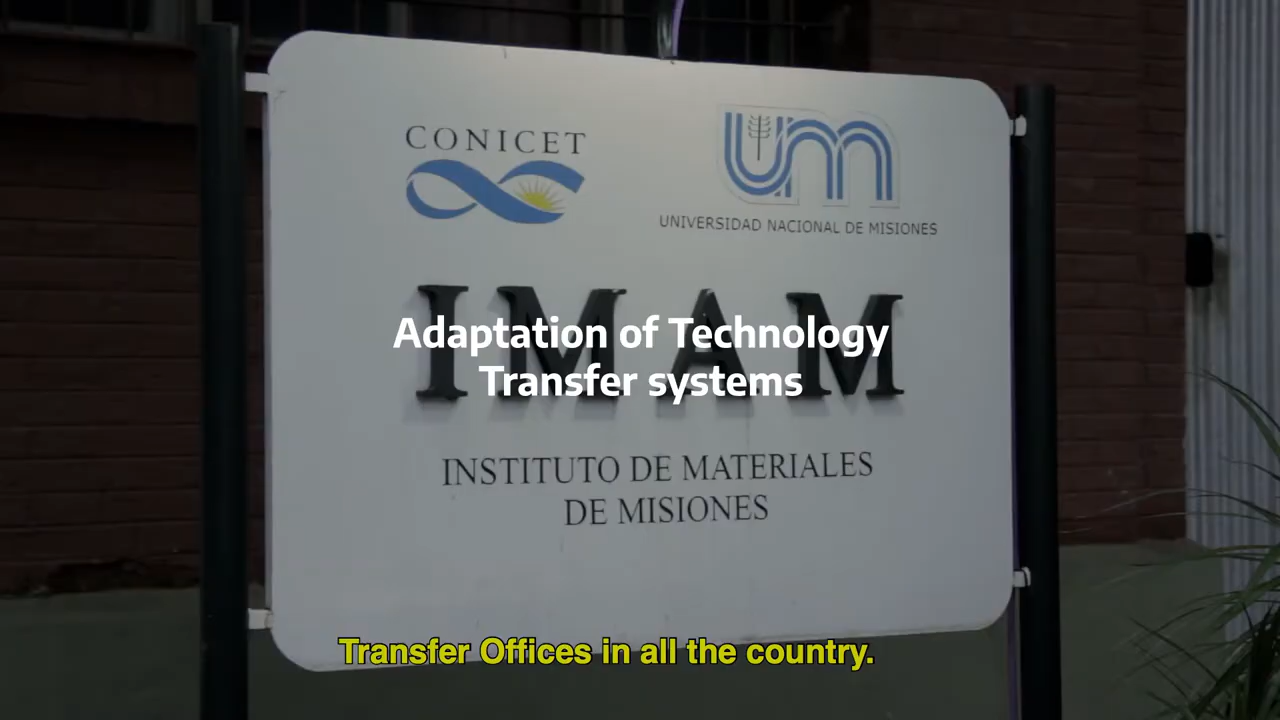 CONICET
um
UNIVERSIDAD NACIONAL DE MISIONES
IMAM
Adaptation of Technology
Transfer systems
INSTITUTO DE MATERIALES
DE MISIONES
Transfer Offices in all the country.